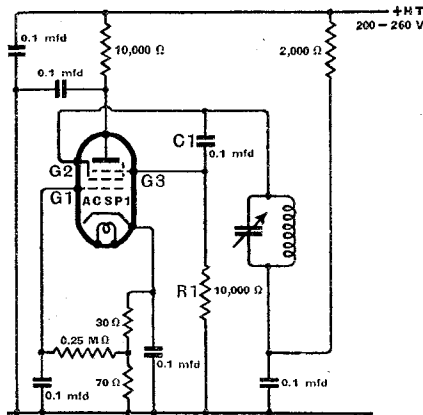 +HT
200–260 V
0.1 mfd
10,000 Ω
2,000 Ω
0.1 mfd
C1
0.1 mfd
G2
G3
G1
ACSP1
R1
10,000 Ω
30 Ω
0.25 MΩ
0.1 mfd
70 Ω
0.1 mfd
0.1 mfd